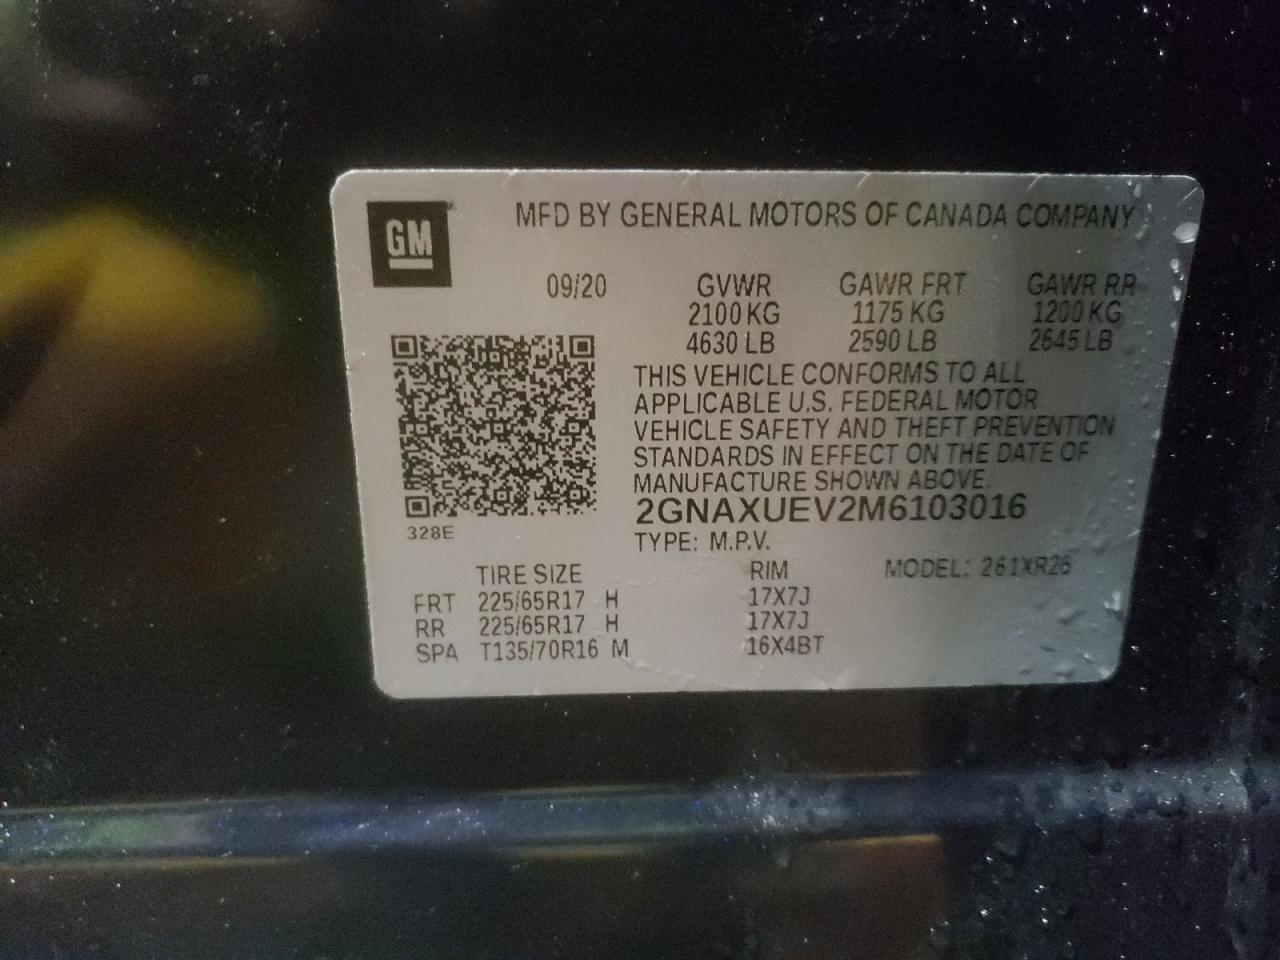 GM
MFD BY GENERAL MOTORS OF CANADA COMPANY
09/20 GVWR GAWR FRT GAWR RR
2100 KG 1175 KG 1200 KG
4630 LB 2590 LB 2645 LB
THIS VEHICLE CONFORMS TO ALL
APPLICABLE U.S. FEDERAL MOTOR
VEHICLE SAFETY AND THEFT PREVENTION
STANDARDS IN EFFECT ON THE DATE OF
MANUFACTURE SHOWN ABOVE.
2GNAXUEV2M6103016
328E
TYPE: M.P.V.
TIRE SIZE RIM MODEL: 261XR26
FRT 225/65R17 H 17X7J
RR 225/65R17 H 17X7J
SPA T135/70R16 M 16X4BT